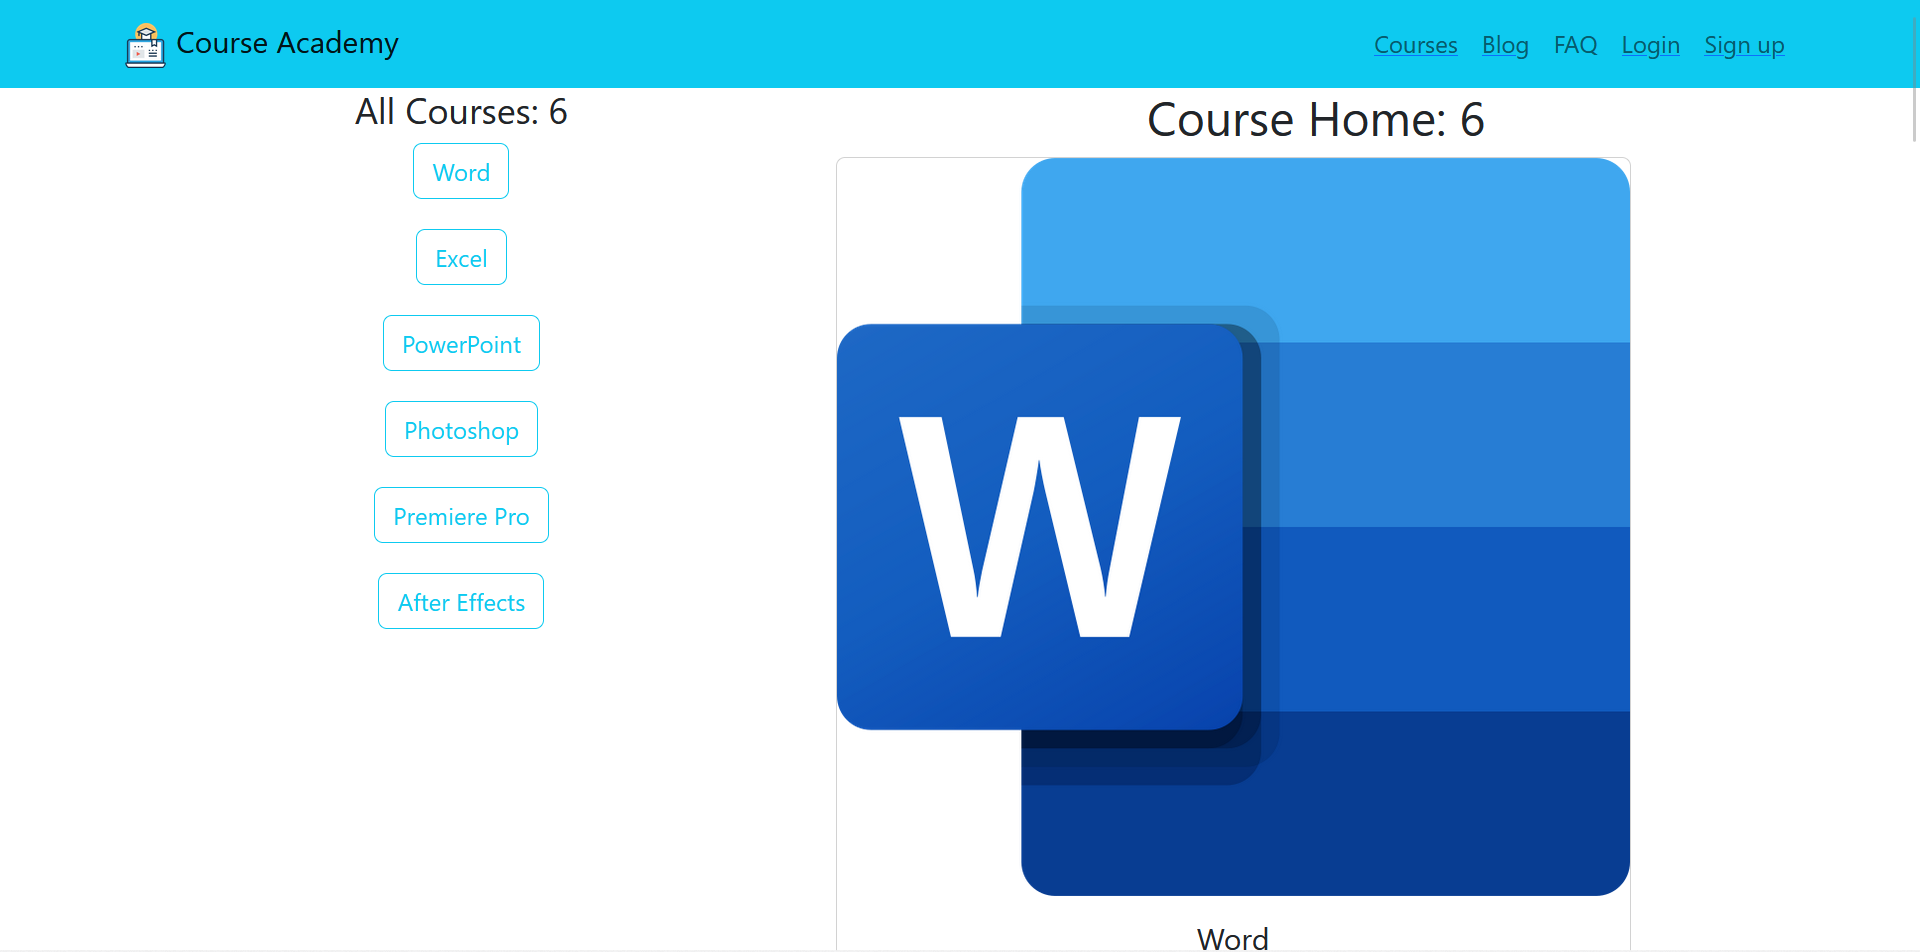 Course Academy
Courses Blog FAQ Login Sign up
All Courses: 6
Word
Excel
PowerPoint
Photoshop
Premiere Pro
After Effects
Course Home: 6
W
Word